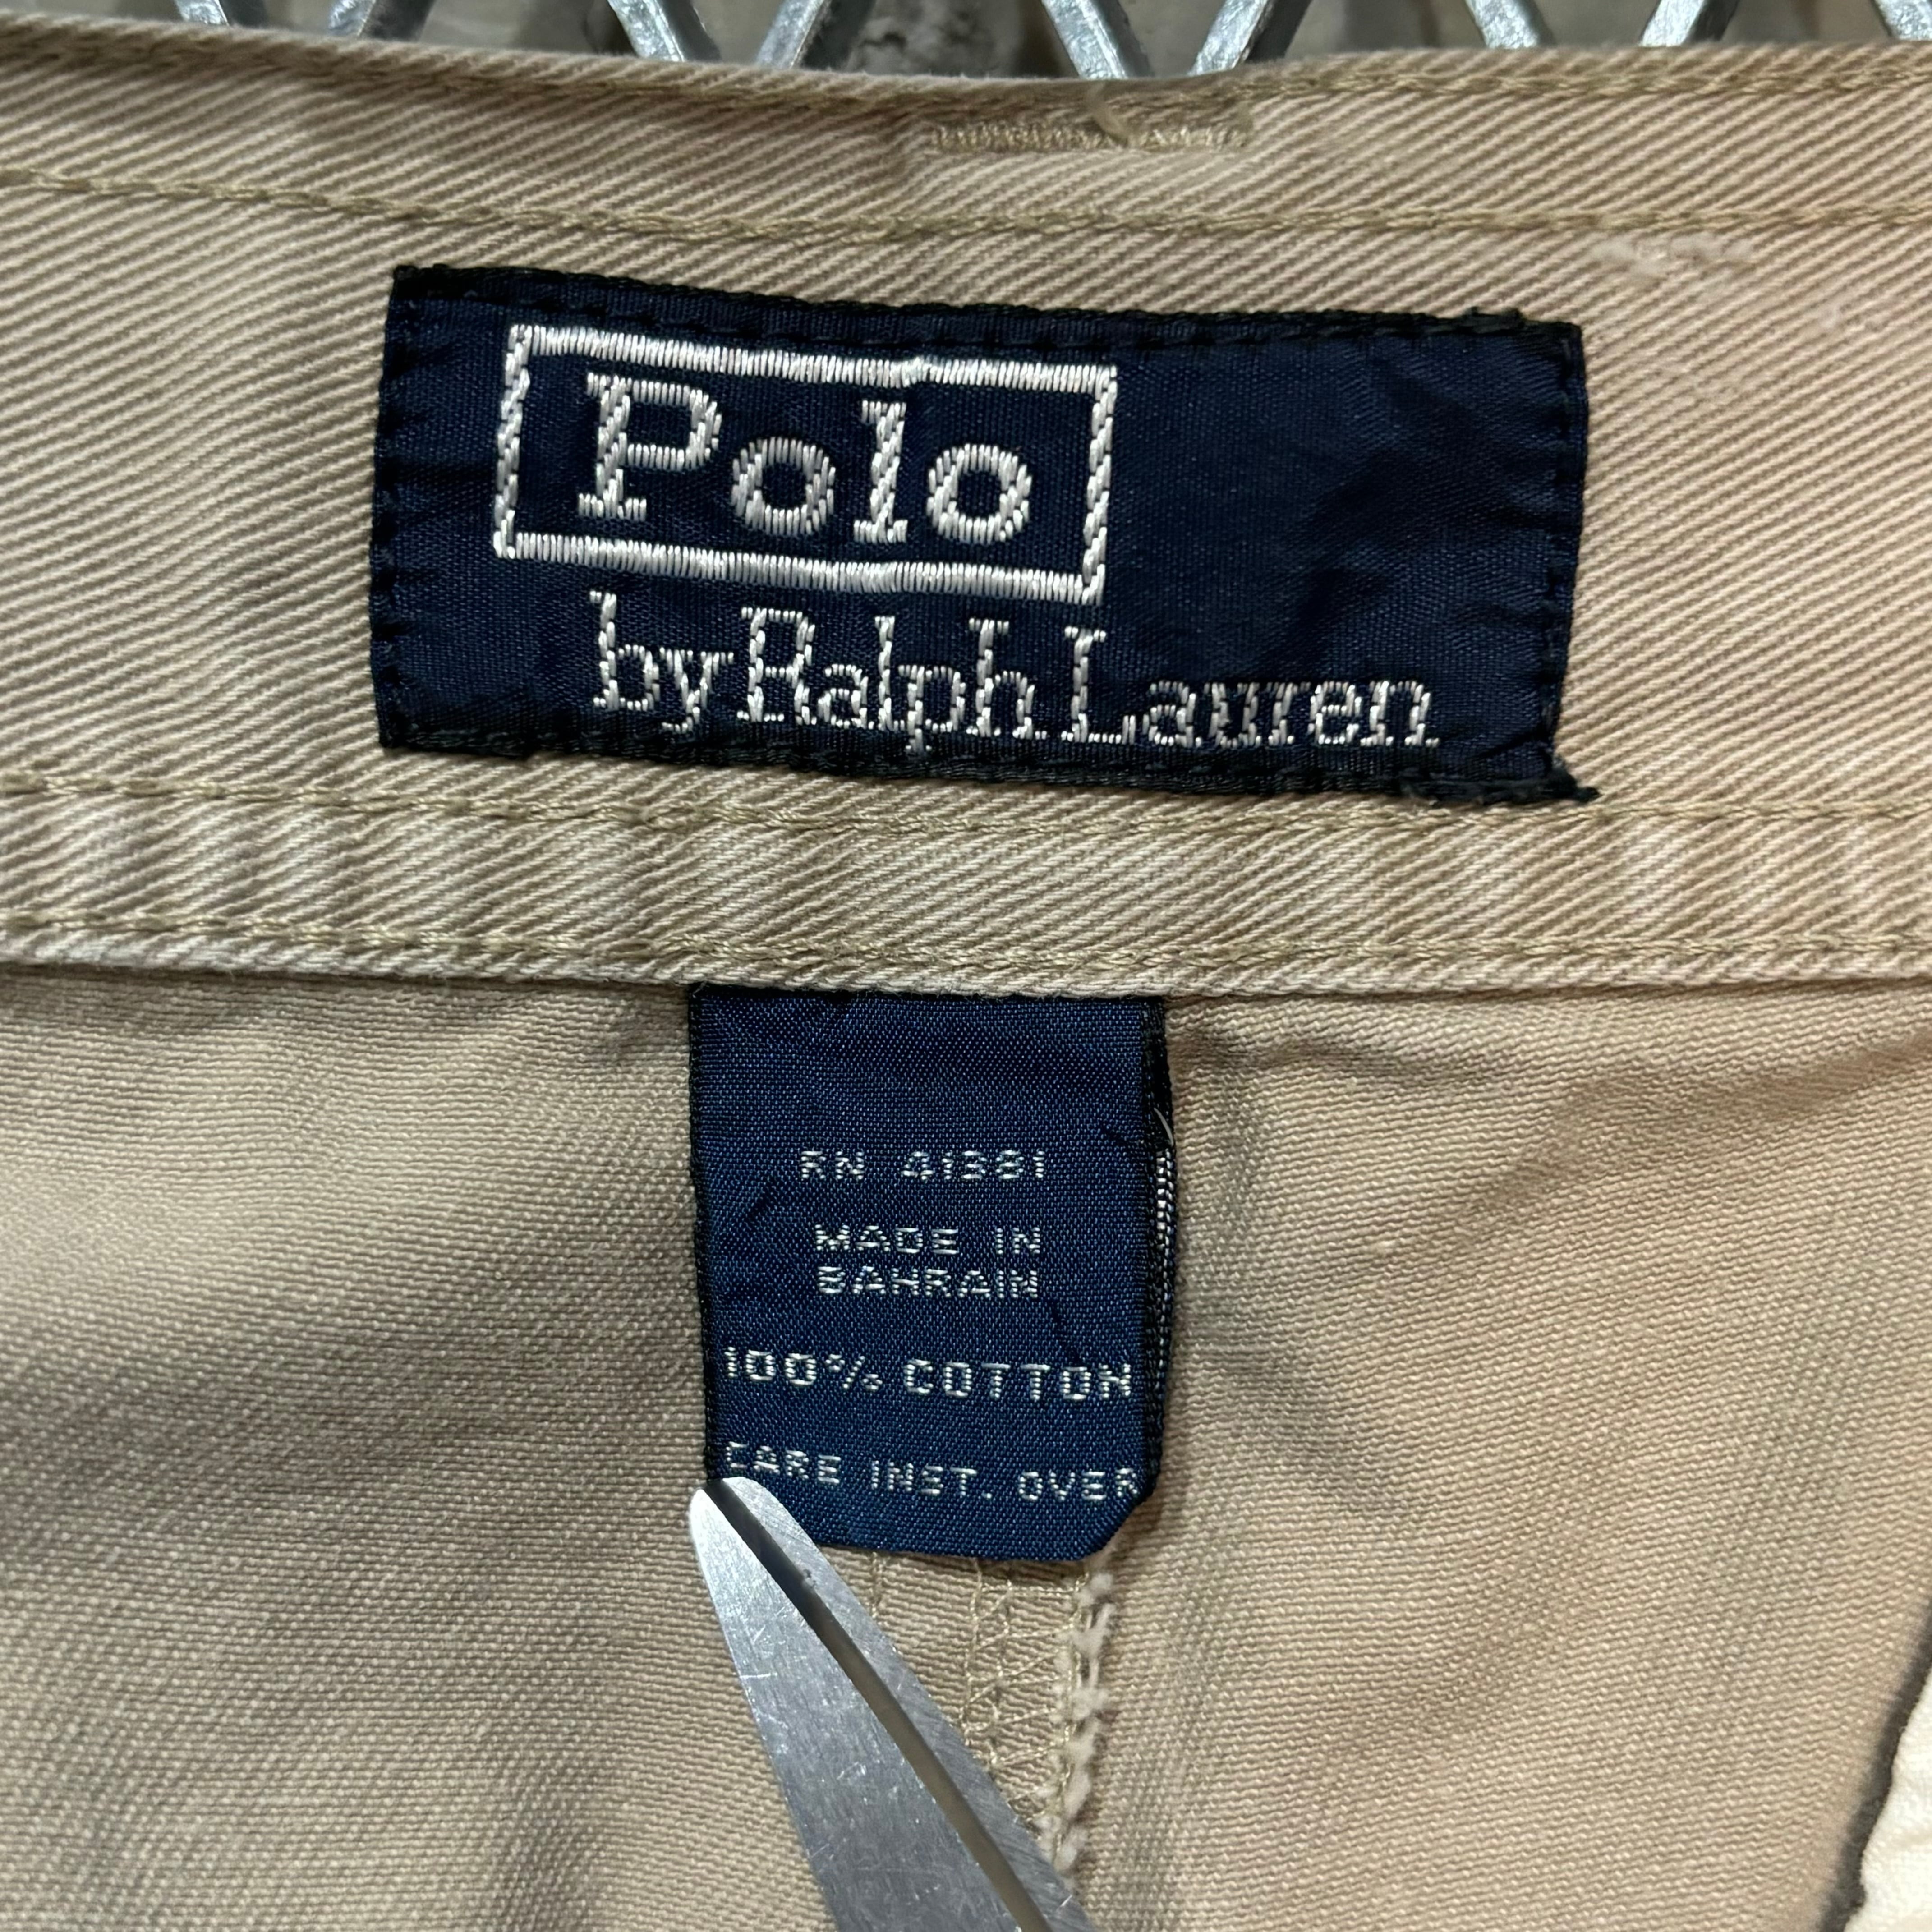 Polo
by Ralph Lauren
RN 41381
MADE IN
BAHRAIN
100% COTTON
CARE INST. OVER